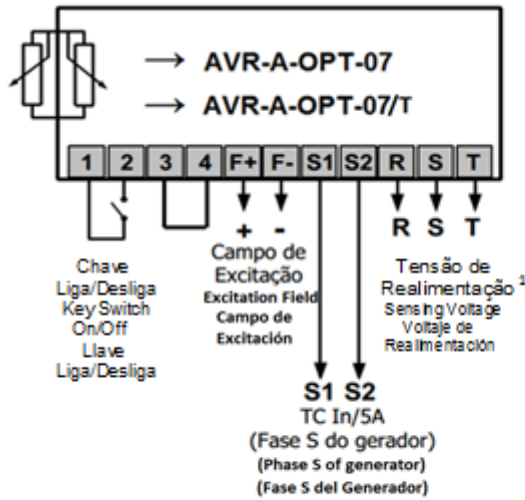 → AVR-A-OPT-07
→ AVR-A-OPT-07/T
1 2 3 4 F+ F- S1 S2 R S T
+ -
R S T
Chave
Liga/Desliga
Key Switch
On/Off
Llave
Liga/Desliga
Campo de
Excitação
Excitation Field
Campo de
Excitación
Tensão de
Realimentação 1
Sensing Voltage
Voltaje de
Realimentación
S1 S2
TC In/5A
(Fase S do gerador)
(Phase S of generator)
(Fase S del Generador)